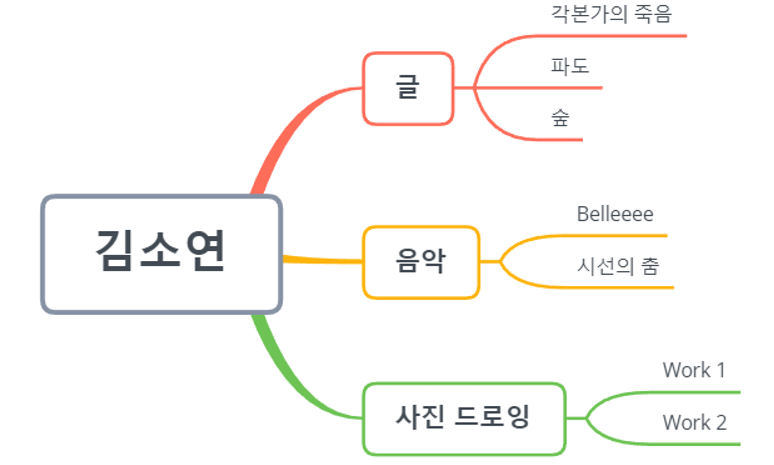 각본가의 죽음
파도
글
숲
김소연
Belleeee
음악
시선의 춤
Work 1
사진 드로잉
Work 2